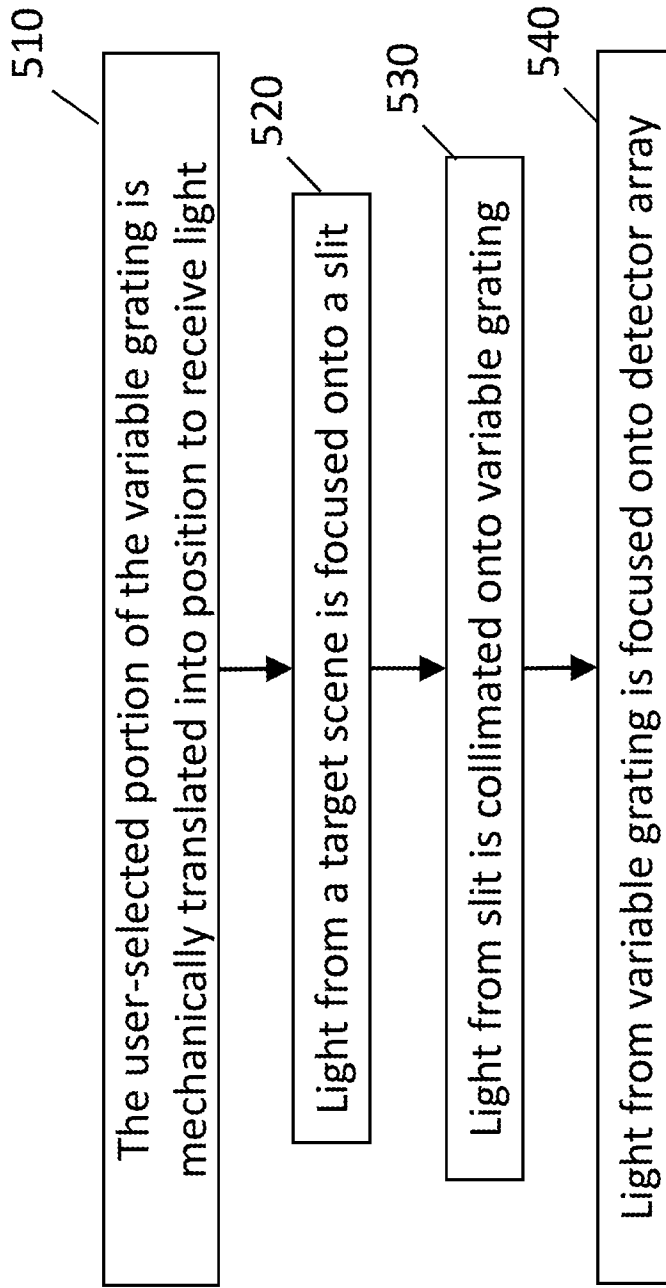 510
The user-selected portion of the variable grating is
mechanically translated into position to receive light
520
Light from a target scene is focused onto a slit
530
Light from slit is collimated onto variable grating
540
Light from variable grating is focused onto detector array